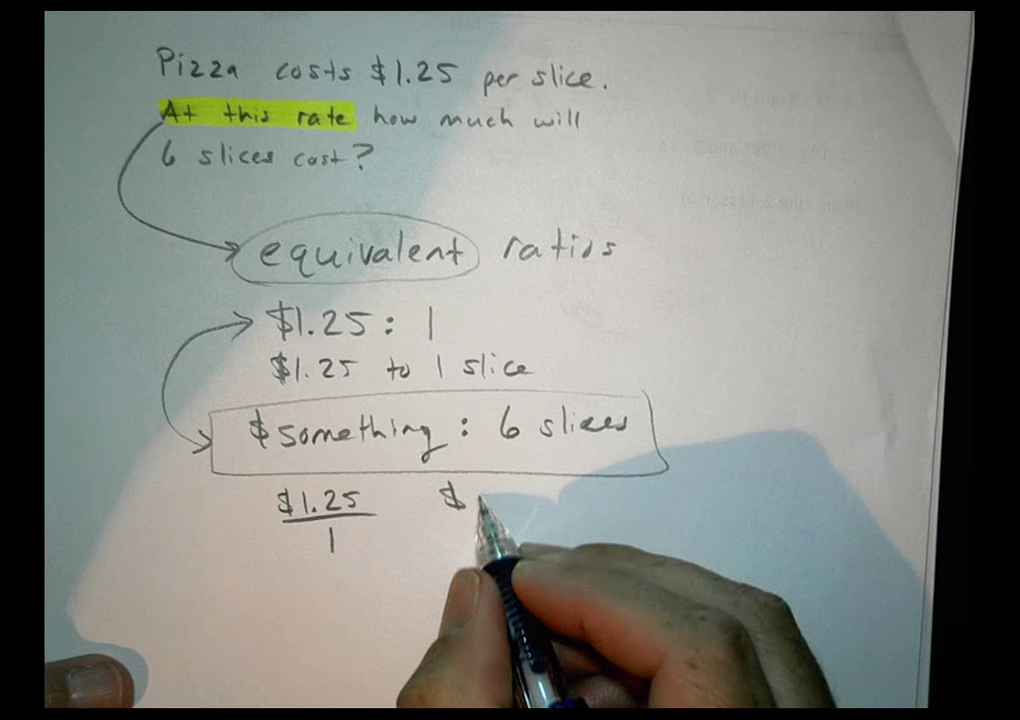 Pizza costs $1.25 per slice.
At this rate how much will
6 slices cost?
equivalent ratios
$1.25 : 1
$1.25 to 1 slice
$something : 6 slices
$1.25 $
1